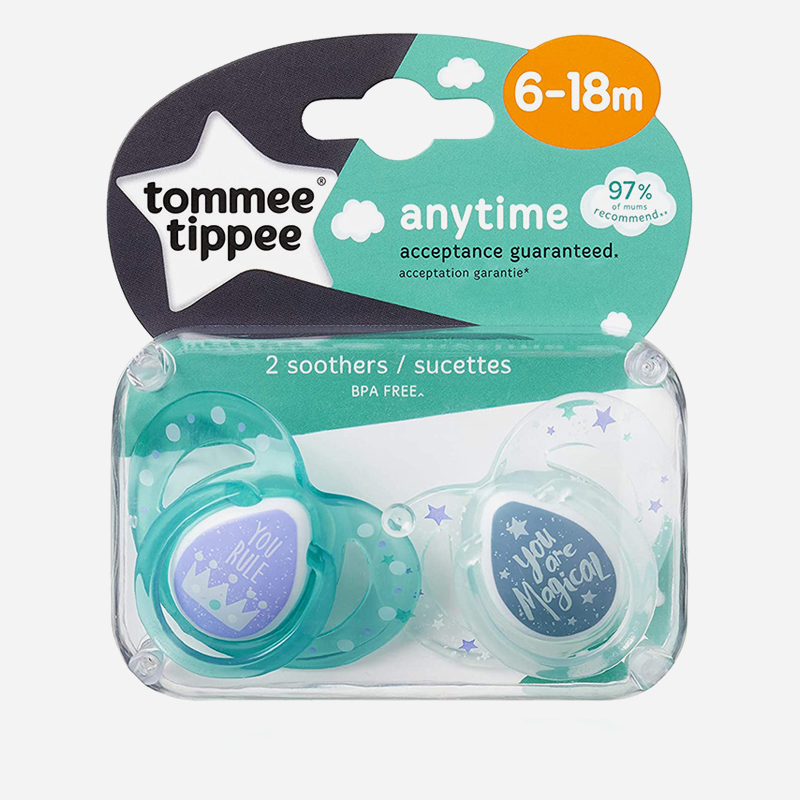 6-18m
tommee®
tippee
anytime
97%
of mums
recommend**
acceptance guaranteed*
acceptation garantie*
2 soothers / sucettes
BPA FREE^
YOU
RULE
You
are
Magical